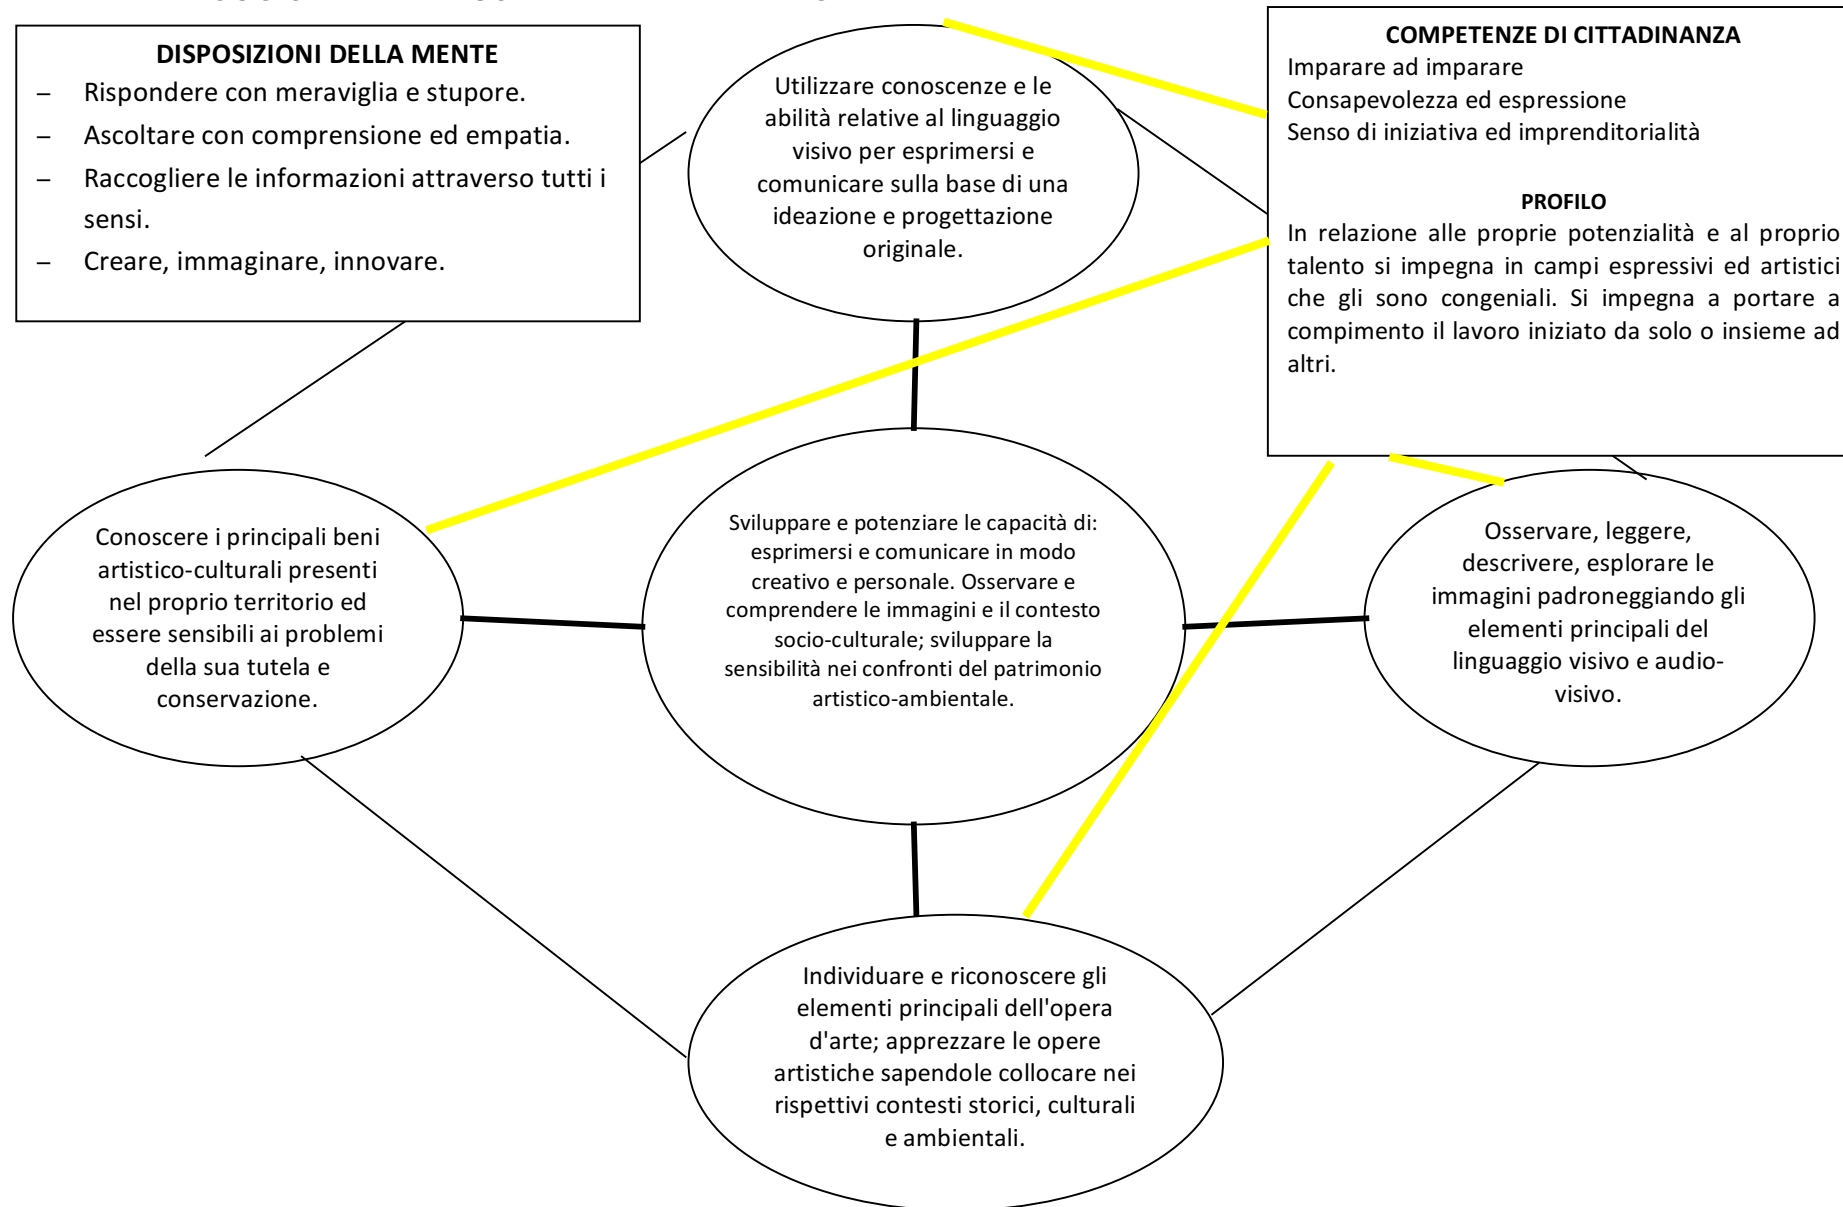 DISPOSIZIONI DELLA MENTE
– Rispondere con meraviglia e stupore.
– Ascoltare con comprensione ed empatia.
– Raccogliere le informazioni attraverso tutti i
sensi.
– Creare, immaginare, innovare.
Utilizzare conoscenze e le
abilità relative al linguaggio
visivo per esprimersi e
comunicare sulla base di una
ideazione e progettazione
originale.
COMPETENZE DI CITTADINANZA
Imparare ad imparare
Consapevolezza ed espressione
Senso di iniziativa ed imprenditorialità
PROFILO
In relazione alle proprie potenzialità e al proprio
talento si impegna in campi espressivi ed artistici
che gli sono congeniali. Si impegna a portare a
compimento il lavoro iniziato da solo o insieme ad
altri.
Conoscere i principali beni
artistico-culturali presenti
nel proprio territorio ed
essere sensibili ai problemi
della sua tutela e
conservazione.
Sviluppare e potenziare le capacità di:
esprimersi e comunicare in modo
creativo e personale. Osservare e
comprendere le immagini e il contesto
socio-culturale; sviluppare la
sensibilità nei confronti del patrimonio
artistico-ambientale.
Osservare, leggere,
descrivere, esplorare le
immagini padroneggiando gli
elementi principali del
linguaggio visivo e audio-
visivo.
Individuare e riconoscere gli
elementi principali dell'opera
d'arte; apprezzare le opere
artistiche sapendole collocare nei
rispettivi contesti storici, culturali
e ambientali.